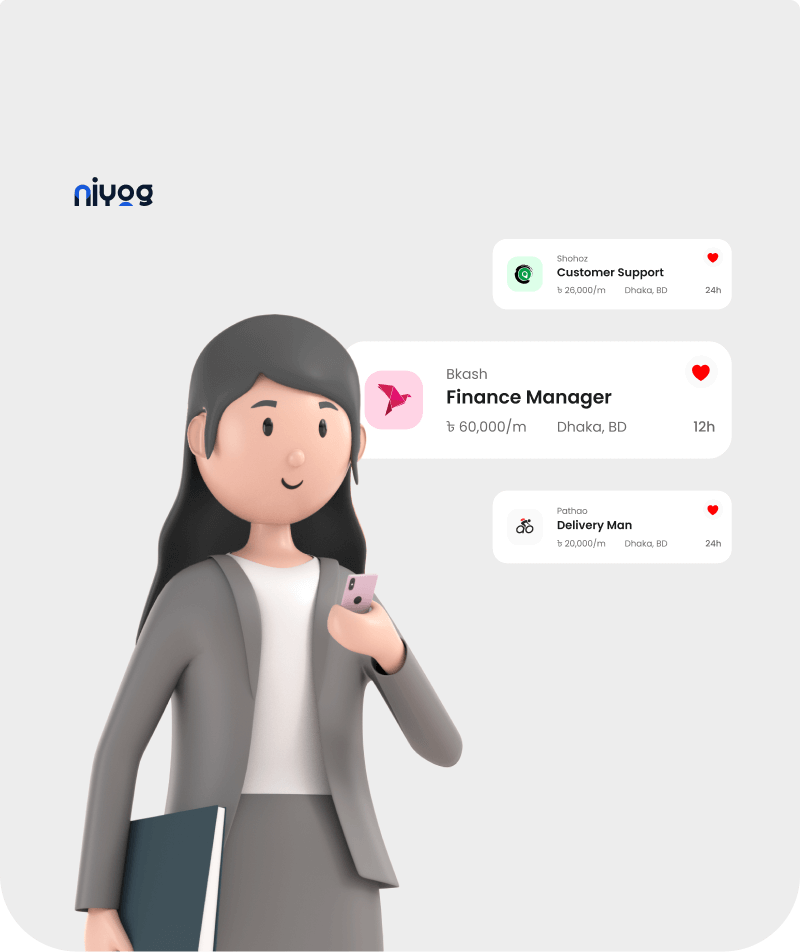 niyog
Shohoz
Customer Support
৳ 26,000/m Dhaka, BD 24h
Bkash
Finance Manager
৳ 60,000/m Dhaka, BD 12h
Pathao
Delivery Man
৳ 20,000/m Dhaka, BD 24h